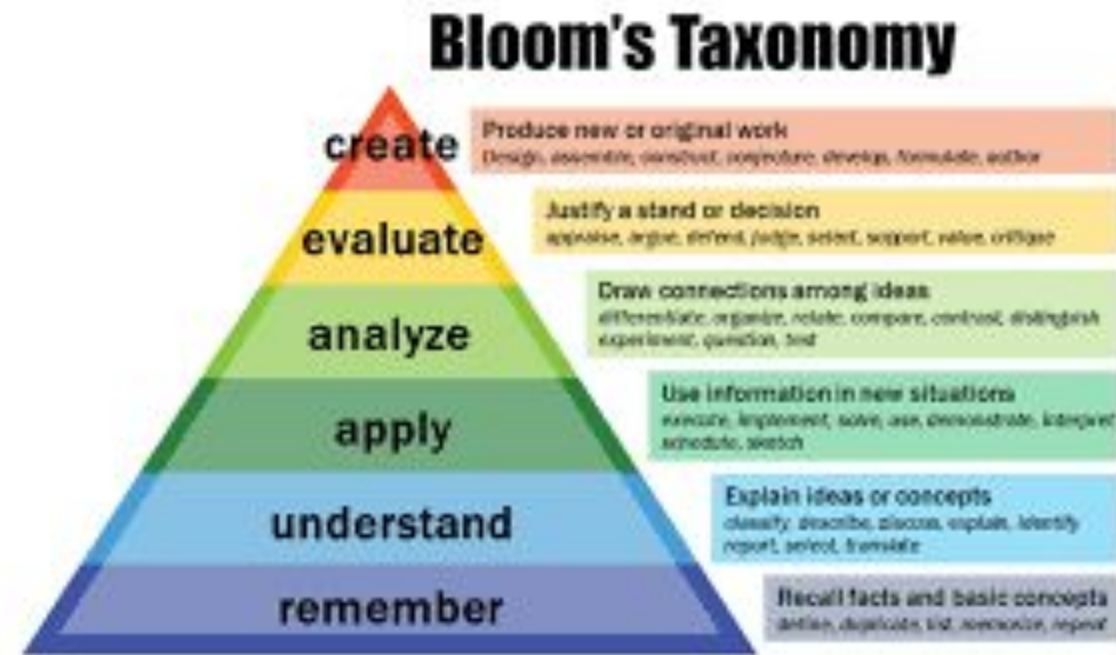 Bloom's Taxonomy
create
Produce new or original work
Design, assemble, construct, conjecture, develop, formulate, author
evaluate
Justify a stand or decision
appraise, argue, defend, judge, select, support, value, critique
analyze
Draw connections among ideas
differentiate, organize, relate, compare, contrast, distinguish
experiment, question, test
apply
Use information in new situations
execute, implement, solve, use, demonstrate, interpret
schedule, sketch
understand
Explain ideas or concepts
classify, describe, discuss, explain, identify
report, select, translate
remember
Recall facts and basic concepts
define, duplicate, list, memorize, repeat